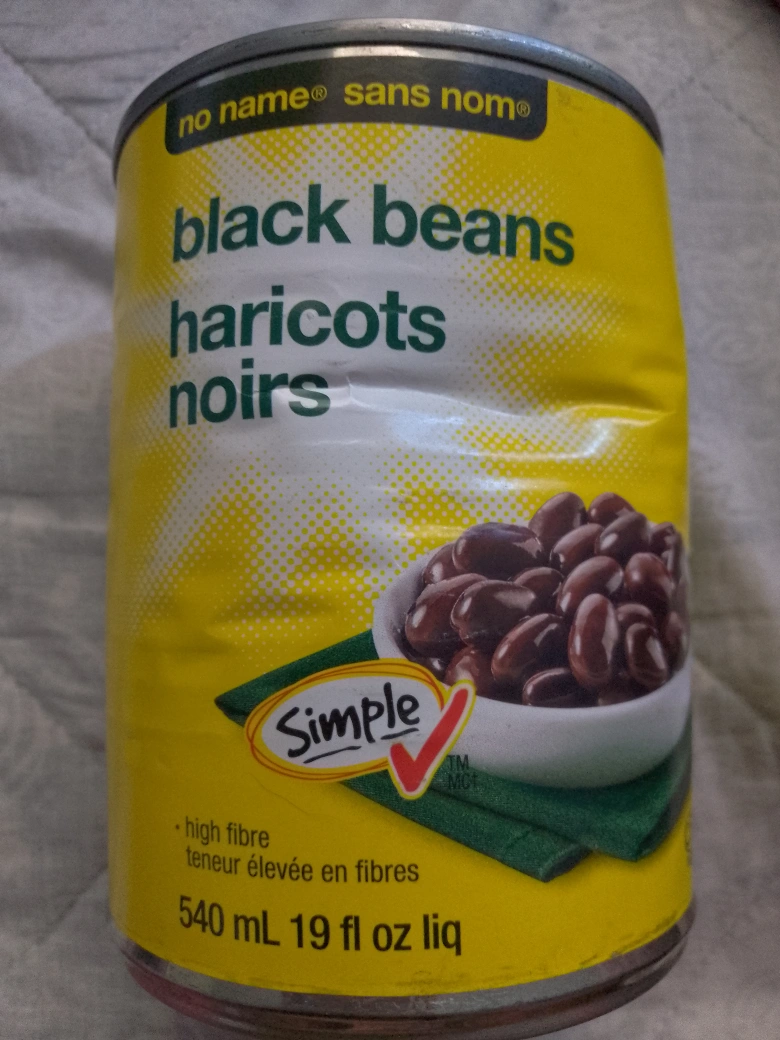 no name® sans nom®
black beans
haricots
noirs
Simple
TM
MC‡
• high fibre
teneur élevée en fibres
540 mL 19 fl oz liq